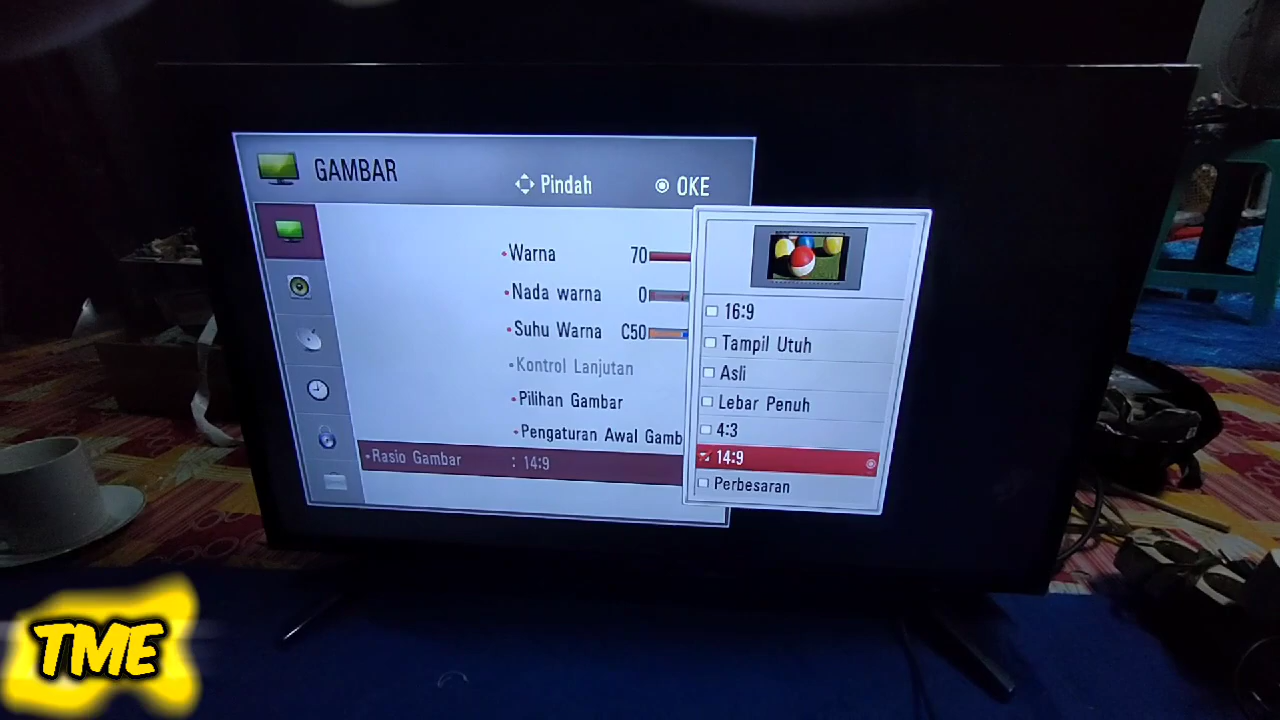 GAMBAR
Pindah
OKE
Warna 70
Nada warna 0
Suhu Warna C50
Kontrol Lanjutan
Pilihan Gambar
Pengaturan Awal Gamb
Rasio Gambar : 14:9
16:9
Tampil Utuh
Asli
Lebar Penuh
4:3
14:9
Perbesaran
TME